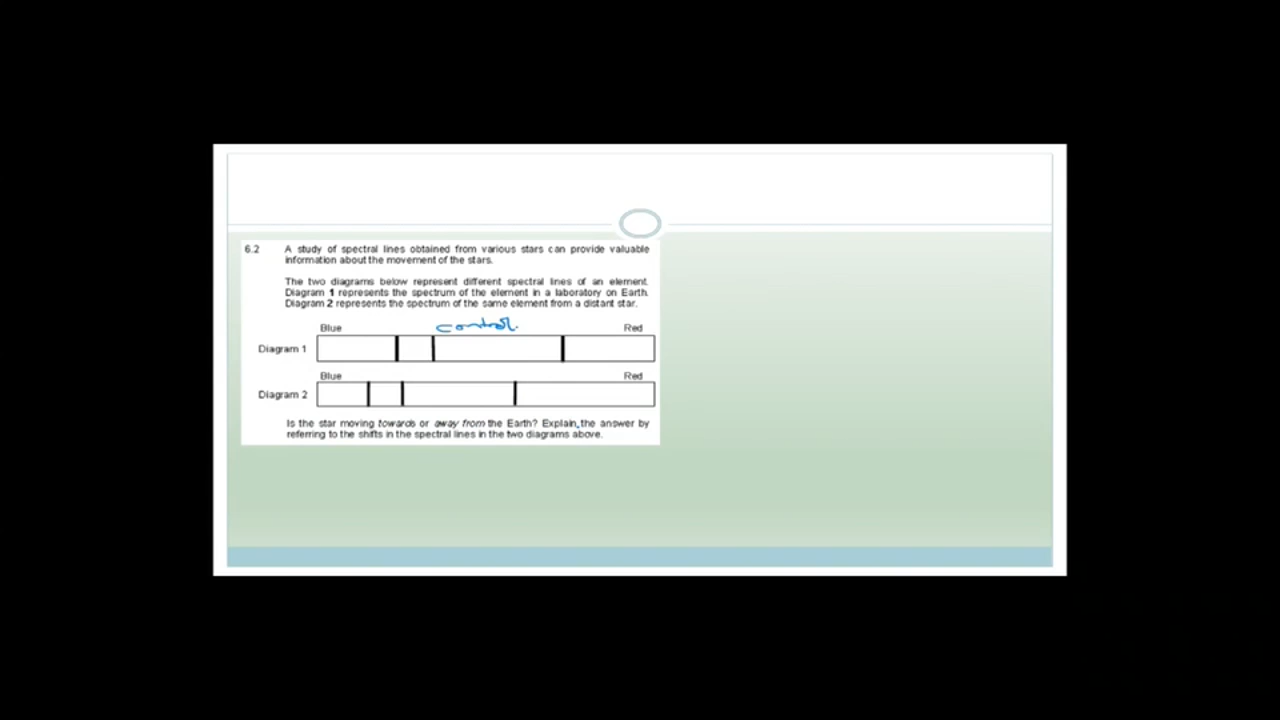 6.2 A study of spectral lines obtained from various stars can provide valuable
information about the movement of the stars.
The two diagrams below represent different spectral lines of an element.
Diagram 1 represents the spectrum of the element in a laboratory on Earth.
Diagram 2 represents the spectrum of the same element from a distant star.
control.
Blue Red
Diagram 1
Blue Red
Diagram 2
Is the star moving towards or away from the Earth? Explain the answer by
referring to the shifts in the spectral lines in the two diagrams above.